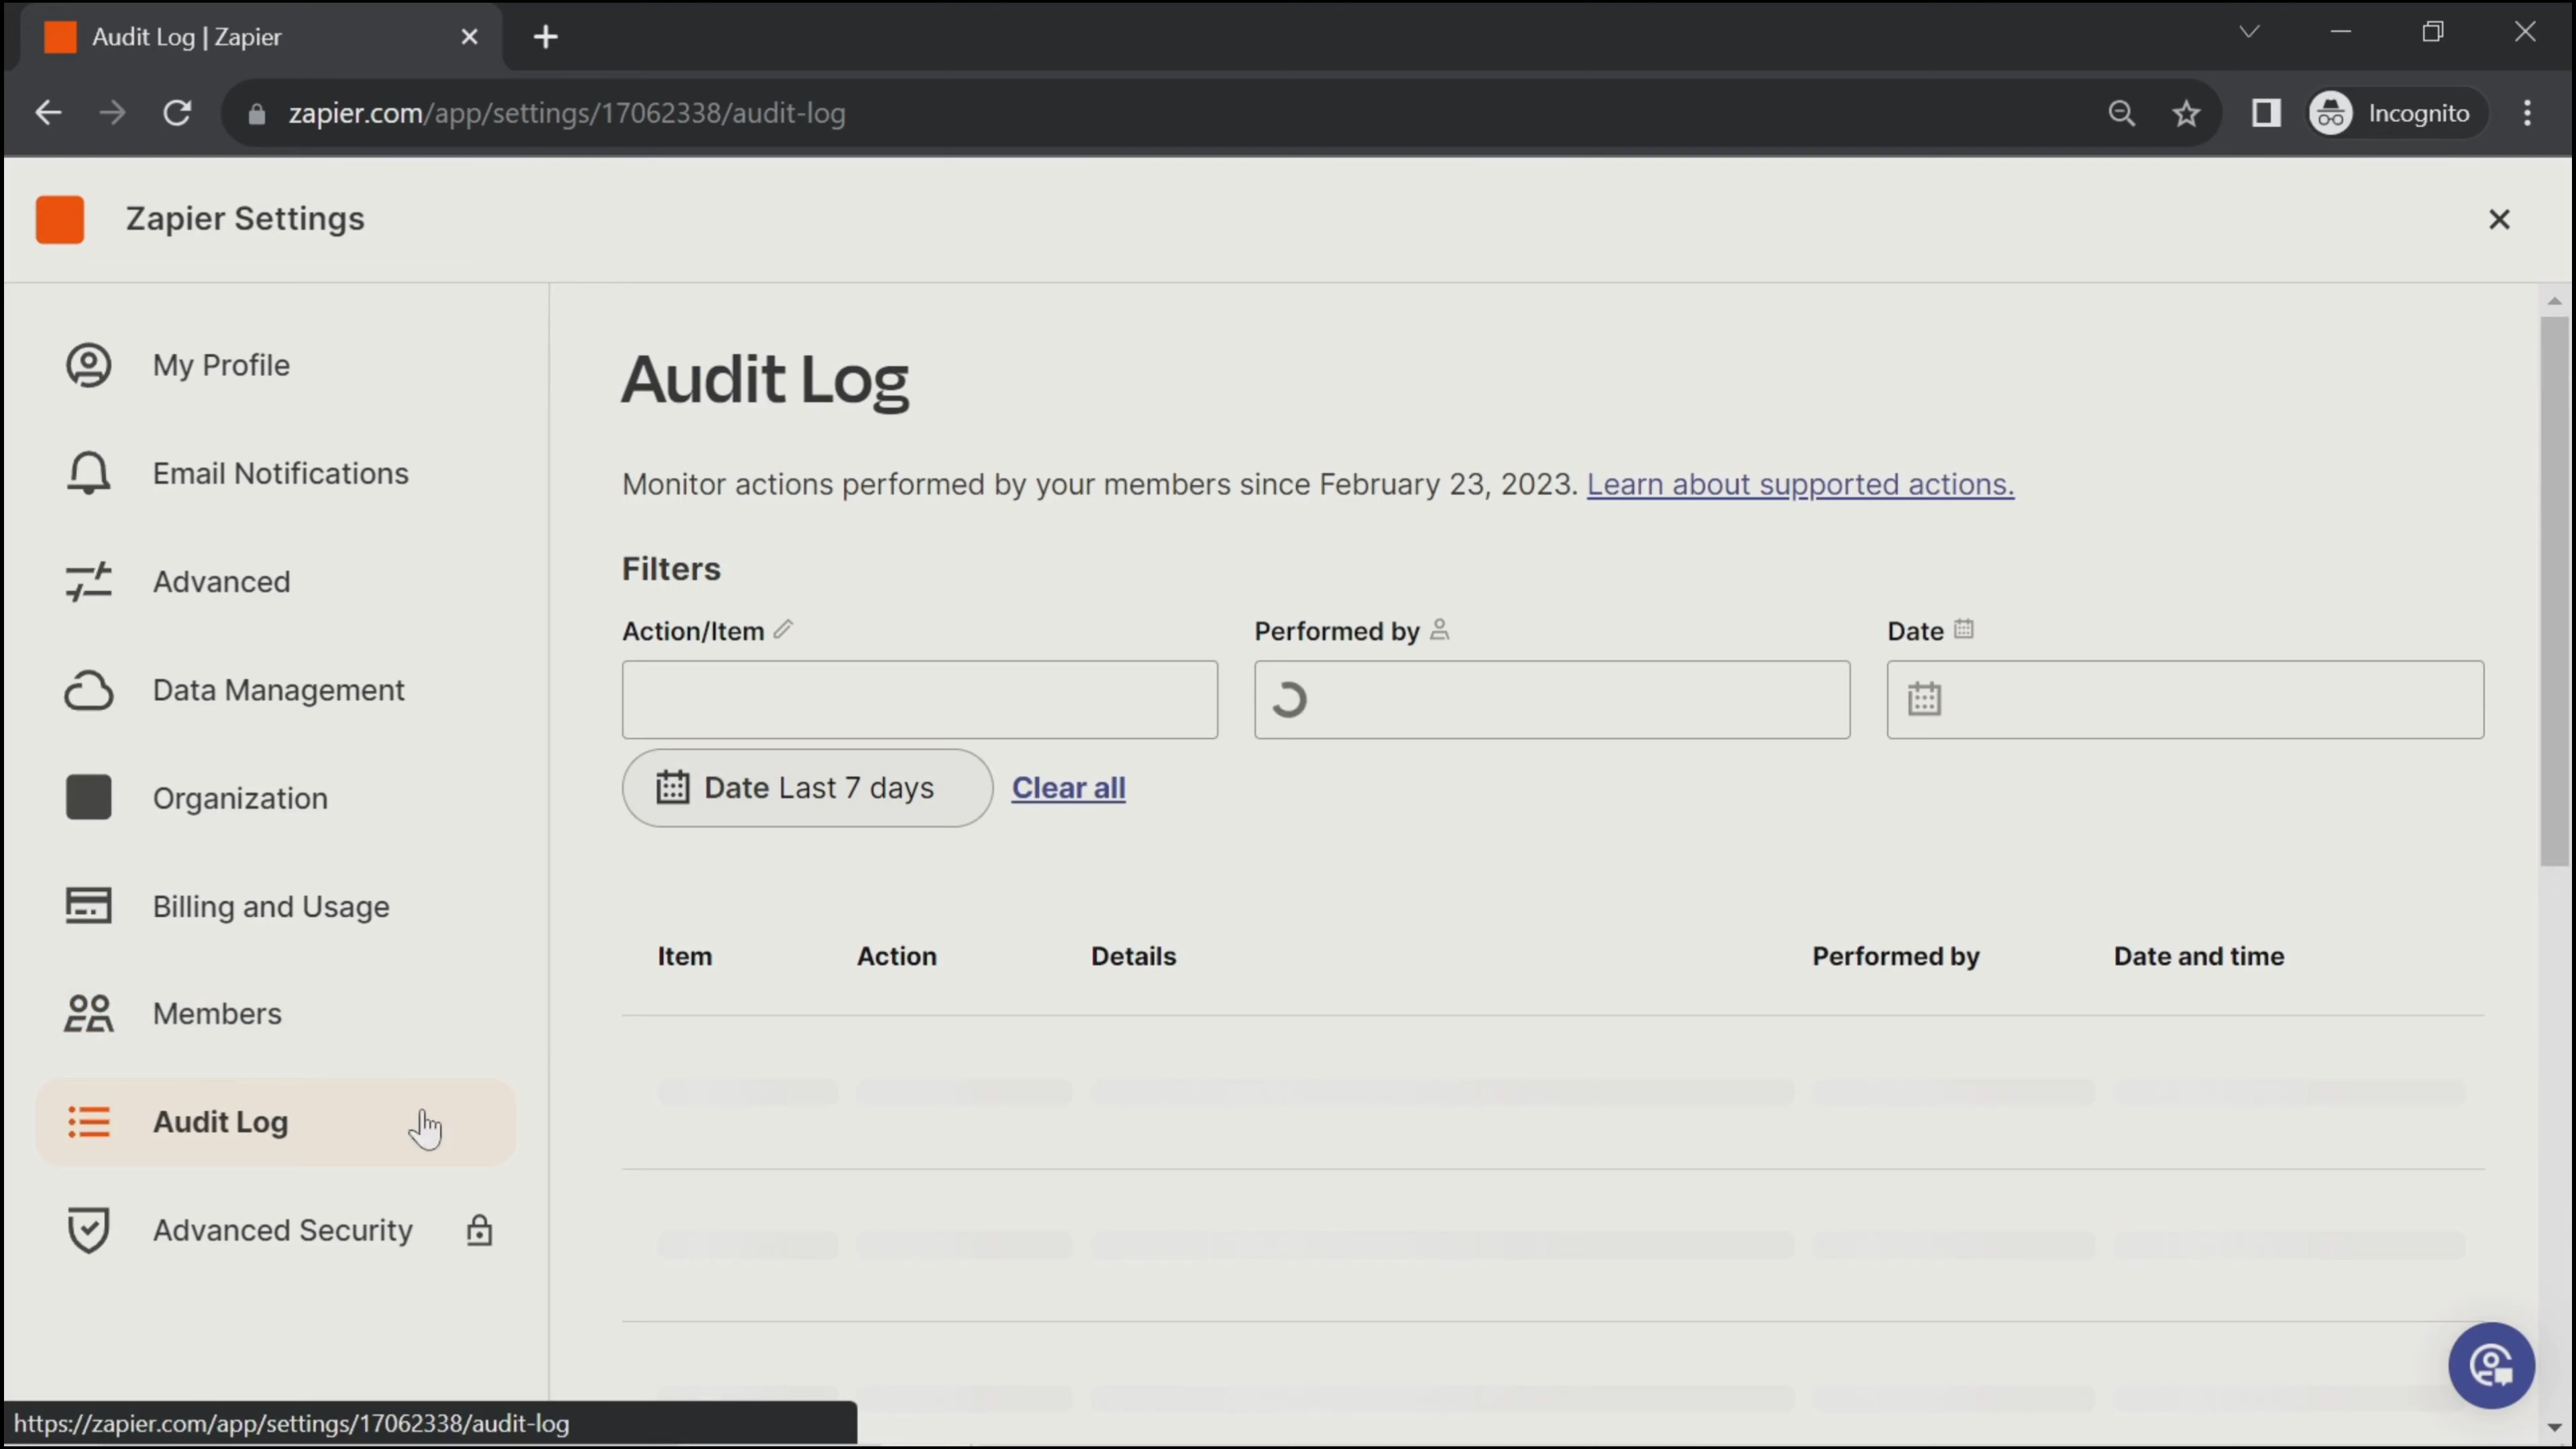 Audit Log | Zapier
zapier.com/app/settings/17062338/audit-log
Incognito
Zapier Settings
My Profile
Email Notifications
Advanced
Data Management
Organization
Billing and Usage
Members
Audit Log
Advanced Security
Audit Log
Monitor actions performed by your members since February 23, 2023. Learn about supported actions.
Filters
Action/Item
Performed by
Date
Date Last 7 days
Clear all
Item Action Details Performed by Date and time
https://zapier.com/app/settings/17062338/audit-log